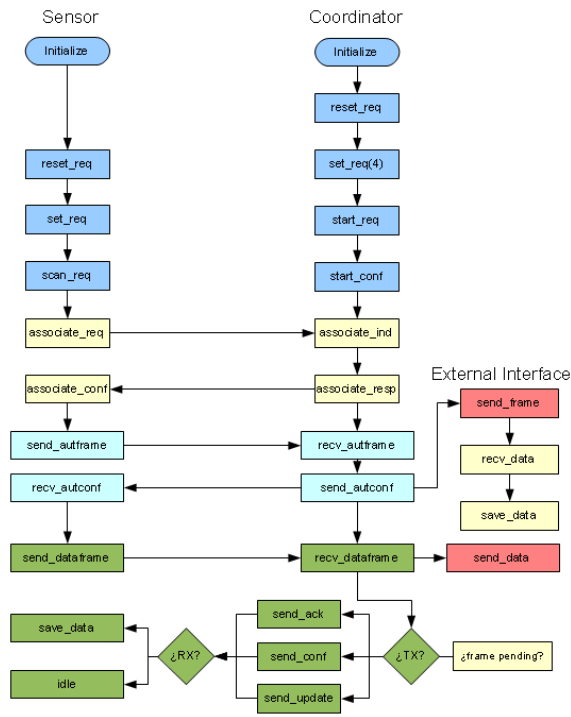 Sensor
Coordinator
Initialize
Initialize
reset_req
reset_req
set_req(4)
set_req
start_req
scan_req
start_conf
associate_req
associate_ind
External Interface
associate_conf
associate_resp
send_frame
send_autframe
recv_autframe
recv_data
recv_autconf
send_autconf
save_data
send_dataframe
recv_dataframe
send_data
send_ack
save_data
¿RX?
send_conf
¿TX?
¿frame pending?
idle
send_update